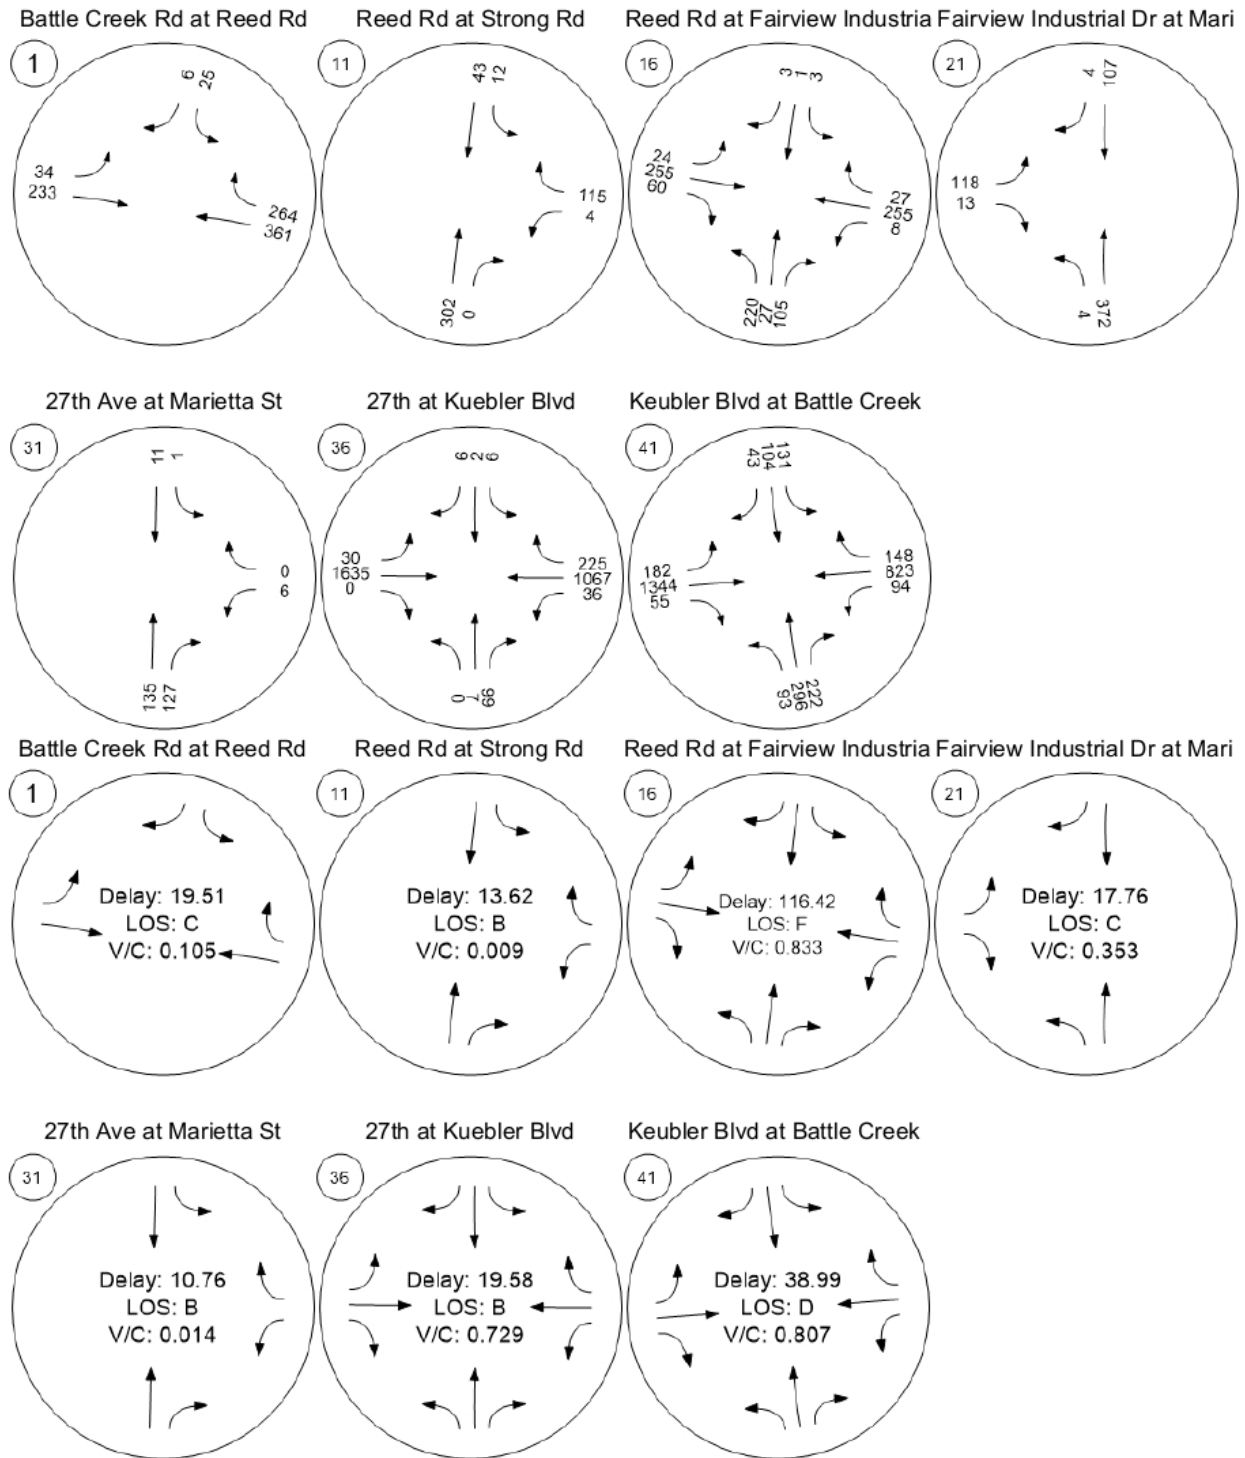 Battle Creek Rd at Reed Rd
Reed Rd at Strong Rd
Reed Rd at Fairview Industria
Fairview Industrial Dr at Mari
1
11
16
21
6
25
34
233
264
361
43
12
115
4
302
0
3
1
3
24
255
60
27
255
8
220
27
105
4
107
118
13
4
372
27th Ave at Marietta St
27th at Kuebler Blvd
Keubler Blvd at Battle Creek
31
36
41
11
1
0
6
135
127
6
2
6
30
1635
0
225
1067
36
0
7
66
43
104
131
182
1344
55
148
823
94
93
296
222
Battle Creek Rd at Reed Rd
Reed Rd at Strong Rd
Reed Rd at Fairview Industria
Fairview Industrial Dr at Mari
1
11
16
21
Delay: 19.51
LOS: C
V/C: 0.105
Delay: 13.62
LOS: B
V/C: 0.009
Delay: 116.42
LOS: F
V/C: 0.833
Delay: 17.76
LOS: C
V/C: 0.353
27th Ave at Marietta St
27th at Kuebler Blvd
Keubler Blvd at Battle Creek
31
36
41
Delay: 10.76
LOS: B
V/C: 0.014
Delay: 19.58
LOS: B
V/C: 0.729
Delay: 38.99
LOS: D
V/C: 0.807